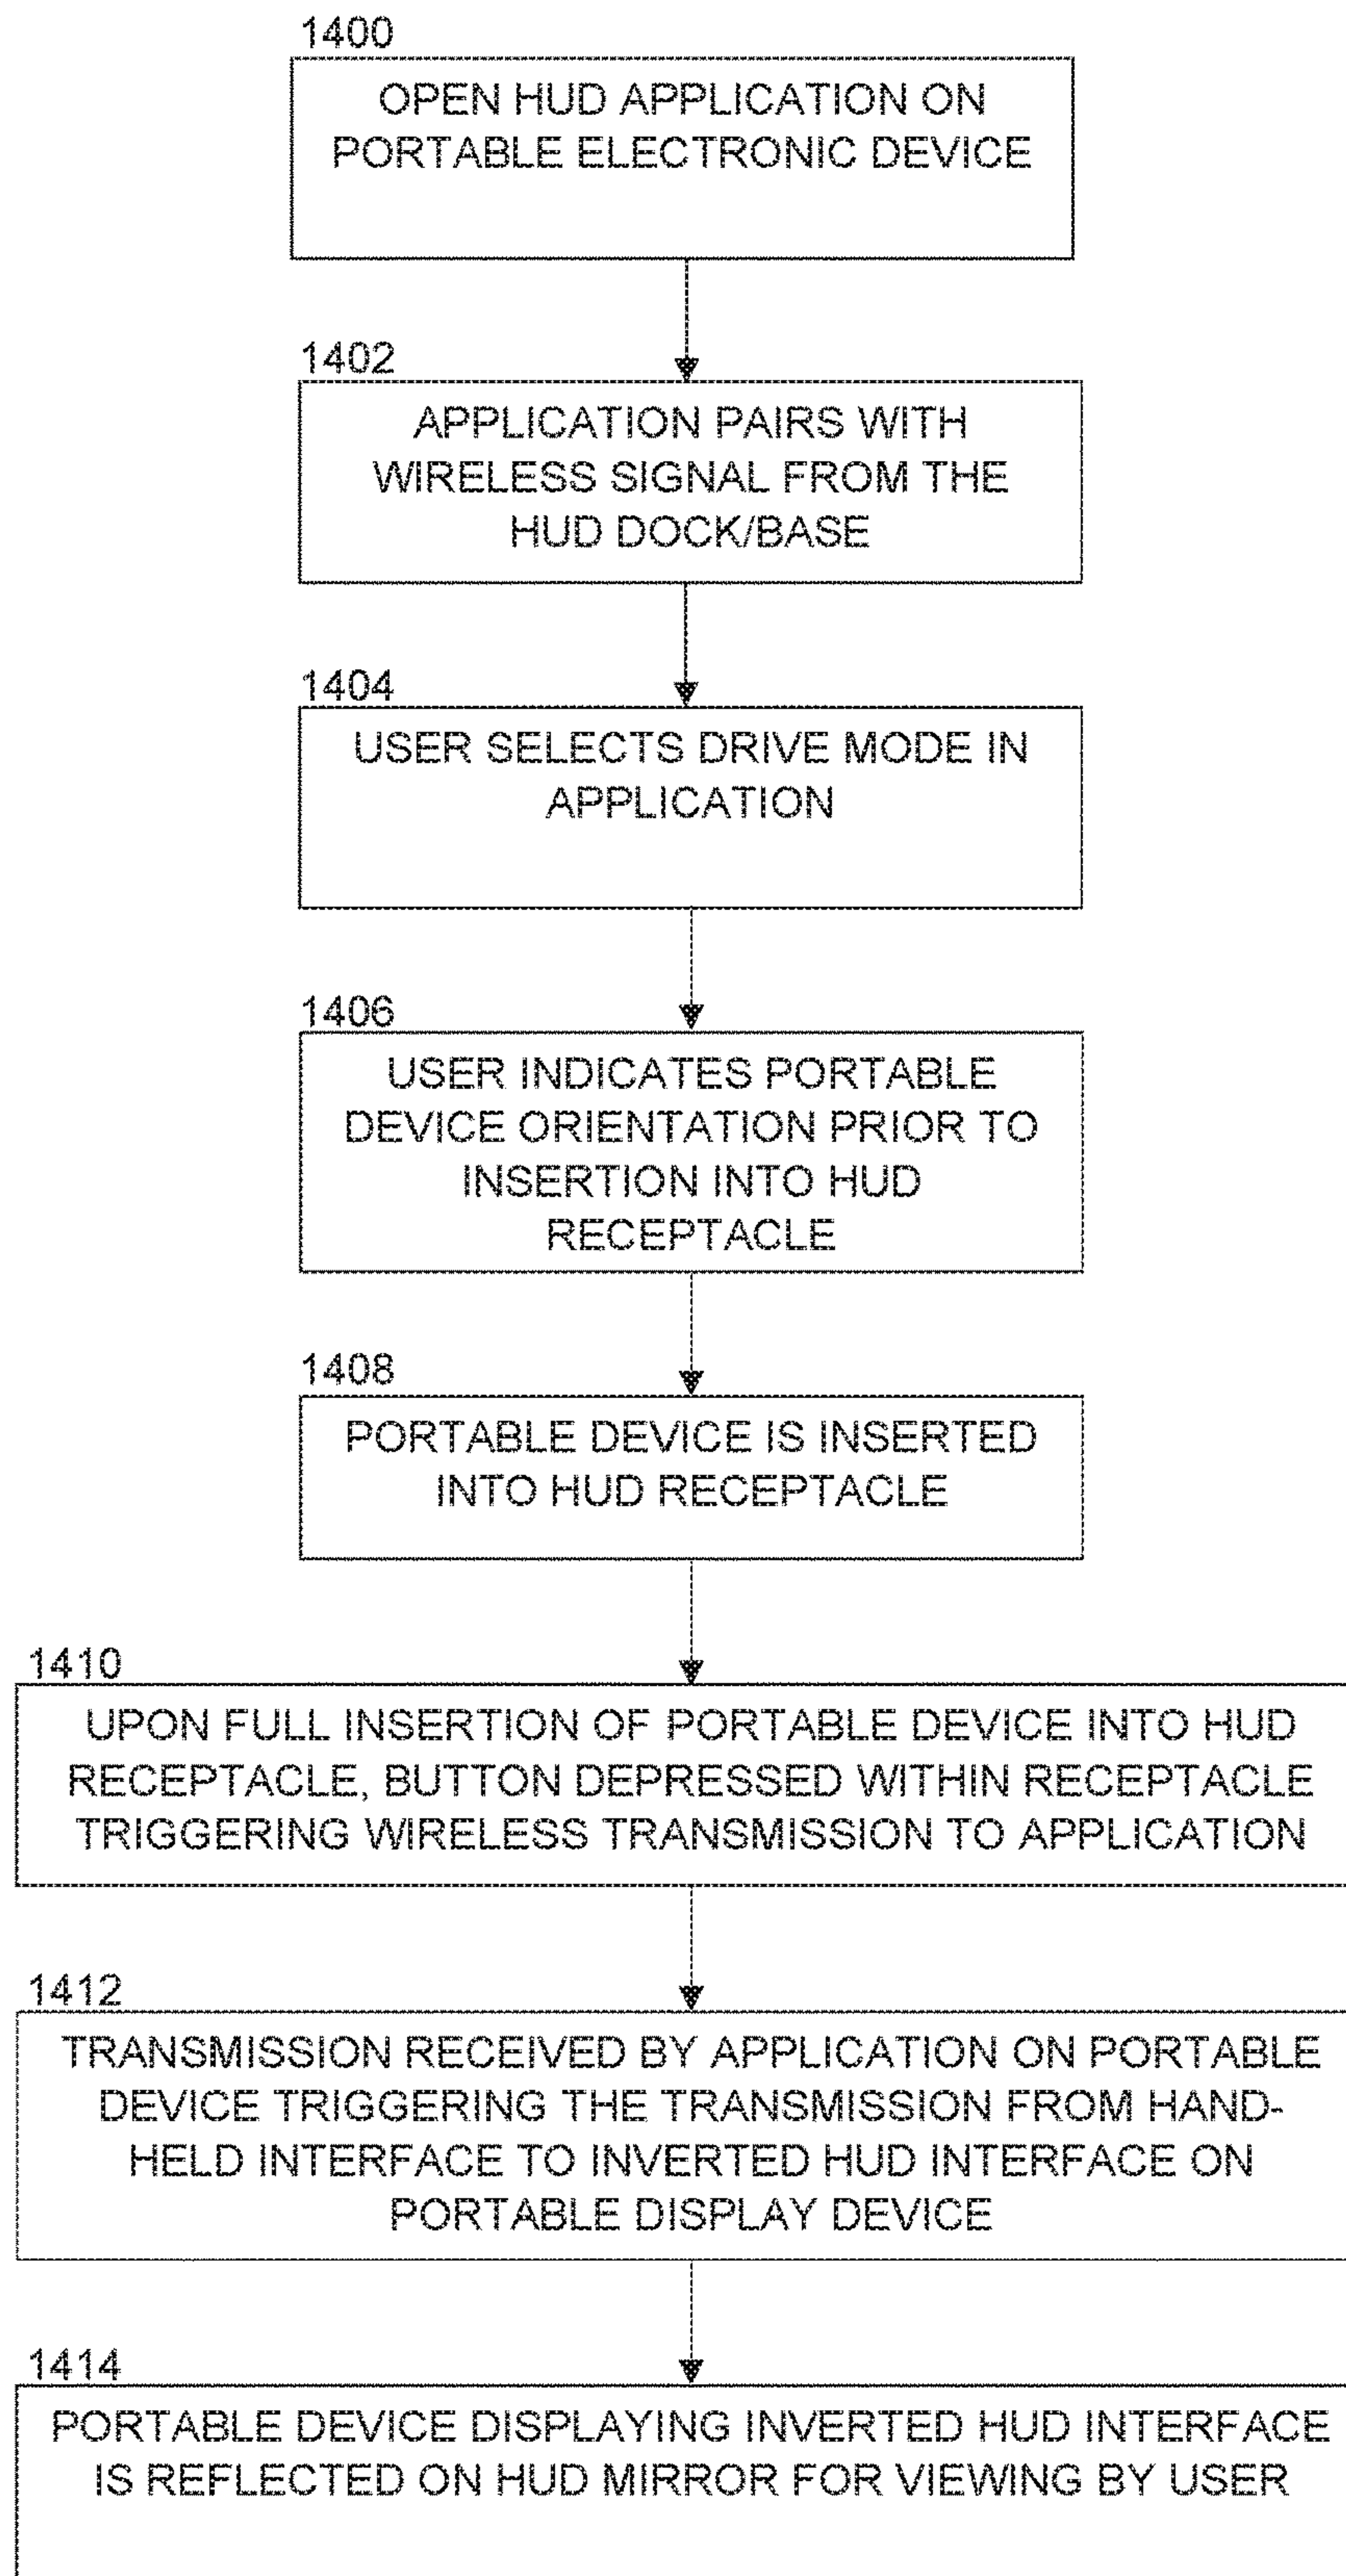 1400
OPEN HUD APPLICATION ON
PORTABLE ELECTRONIC DEVICE
1402
APPLICATION PAIRS WITH
WIRELESS SIGNAL FROM THE
HUD DOCK/BASE
1404
USER SELECTS DRIVE MODE IN
APPLICATION
1406
USER INDICATES PORTABLE
DEVICE ORIENTATION PRIOR TO
INSERTION INTO HUD
RECEPTACLE
1408
PORTABLE DEVICE IS INSERTED
INTO HUD RECEPTACLE
1410
UPON FULL INSERTION OF PORTABLE DEVICE INTO HUD
RECEPTACLE, BUTTON DEPRESSED WITHIN RECEPTACLE
TRIGGERING WIRELESS TRANSMISSION TO APPLICATION
1412
TRANSMISSION RECEIVED BY APPLICATION ON PORTABLE
DEVICE TRIGGERING THE TRANSMISSION FROM HAND-
HELD INTERFACE TO INVERTED HUD INTERFACE ON
PORTABLE DISPLAY DEVICE
1414
PORTABLE DEVICE DISPLAYING INVERTED HUD INTERFACE
IS REFLECTED ON HUD MIRROR FOR VIEWING BY USER